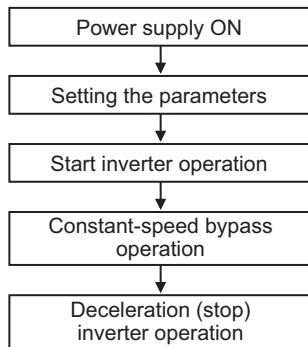 Power supply ON
Setting the parameters
Start inverter operation
Constant-speed bypass
operation
Deceleration (stop)
inverter operation